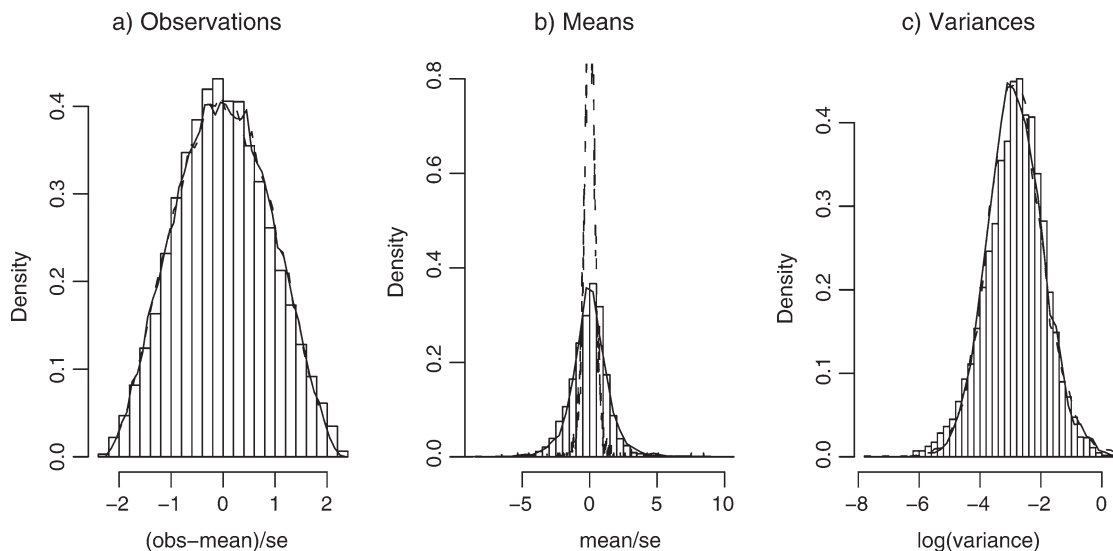 a) Observations
Density
0.0 0.1 0.2 0.3 0.4
−2 −1 0 1 2
(obs−mean)/se
b) Means
Density
0.0 0.2 0.4 0.6 0.8
−5 0 5 10
mean/se
c) Variances
Density
0.0 0.1 0.2 0.3 0.4
−8 −6 −4 −2 0
log(variance)